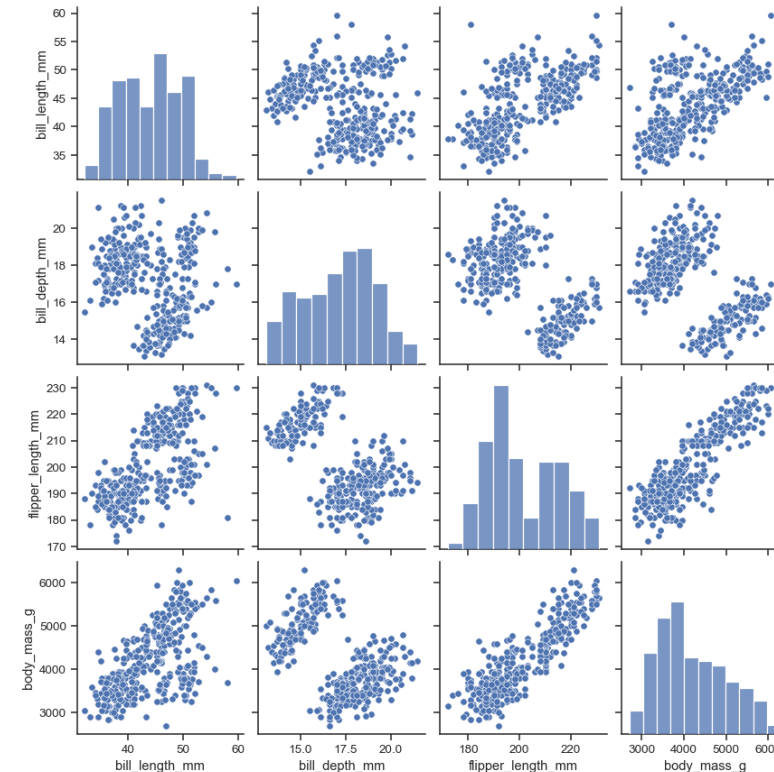 60
55
50
45
40
35
bill_length_mm
20
18
16
14
bill_depth_mm
230
220
210
200
190
180
170
flipper_length_mm
6000
5000
4000
3000
body_mass_g
40 50 60
bill_length_mm
15.0 17.5 20.0
bill_depth_mm
180 200 220
flipper_length_mm
3000 4000 5000 600
body_mass_g